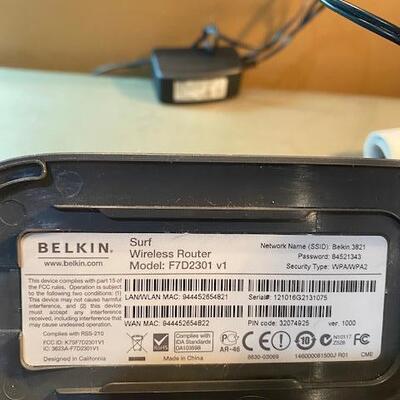 BELKIN.
www.belkin.com
Surf
Wireless Router
Model: F7D2301 v1
Network Name (SSID): Belkin.3821
Password: 84521343
Security Type: WPA/WPA2
This device complies with part 15 of
the FCC rules. Operation is subject
to the following two conditions: (1)
This device may not cause harmful
interference, and (2) this device
must accept any interference
received, including interference that
may cause undesired operation.
LAN/WLAN MAC: 944452654821
Serial#: 121016G2131075
WAN MAC: 944452654822
PIN code: 32074925
ver. 1000
Complies with RSS-210
FCC ID: K7SF7D2301V1
IC: 3623A-F7D2301V1
Designed in California
Complies with
IDA Standards
DA103598
Made in China
AR-46
8830-03069
146000081500J R01
CME
N10117